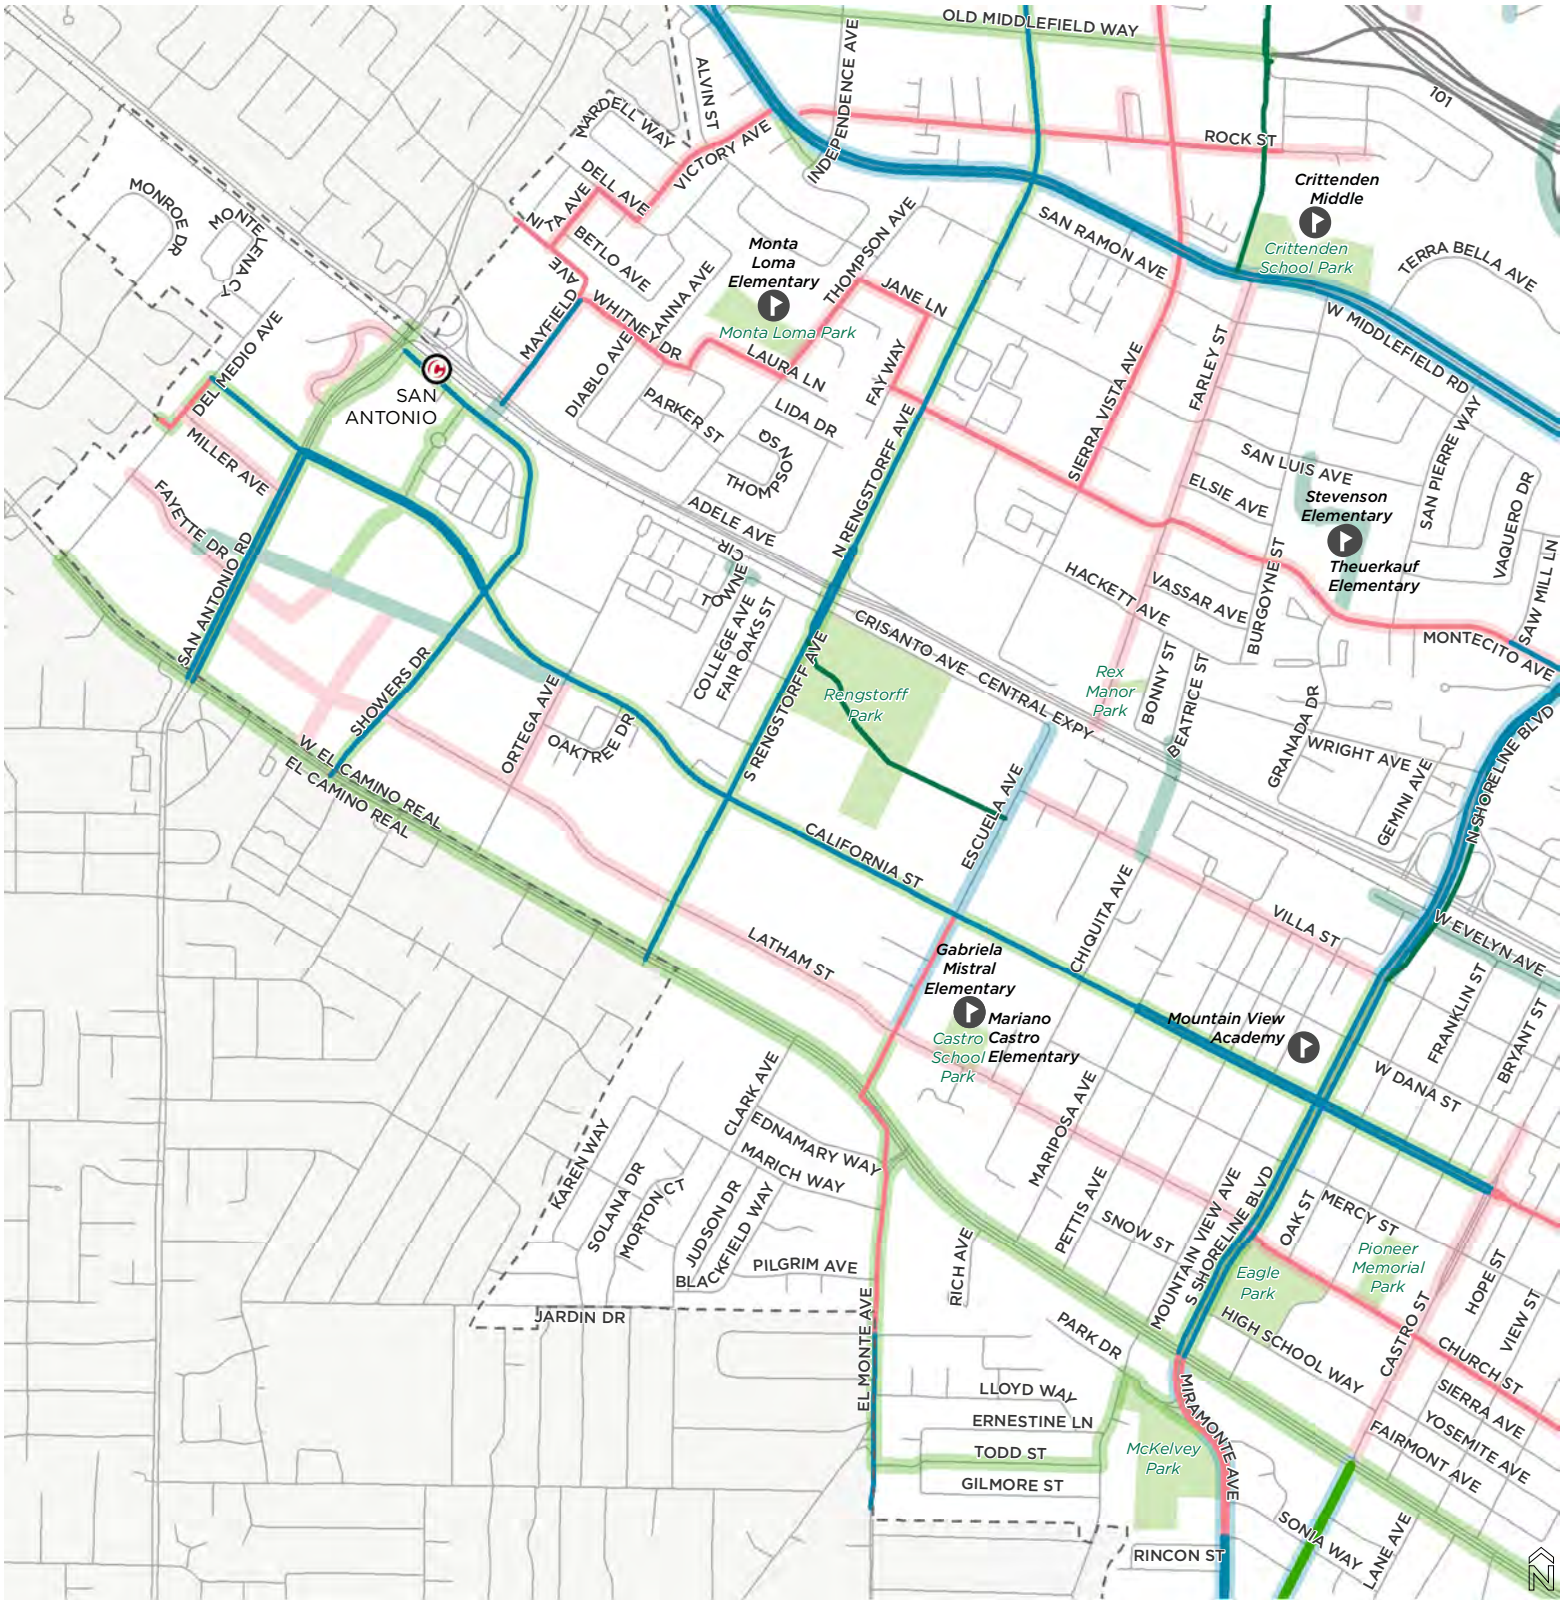 OLD MIDDLEFIELD WAY
ALVIN ST
INDEPENDENCE AVE
101
MARDELL WAY
VICTORY AVE
ROCK ST
DELL AVE
NITA AVE
BETLO AVE
MONROE DR
MONTELENA CT
Crittenden
Middle
Crittenden
School Park
THOMPSON AVE
SAN RAMON AVE
TERRA BELLA AVE
Monta
Loma
Elementary
Monta Loma Park
JANE LN
MAYFIELD AVE
WHITNEY DR
DIANNA AVE
DIABLO AVE
LAURA LN
W MIDDLEFIELD RD
DEL MEDIO AVE
C
SAN
ANTONIO
FARLEY ST
SIERRA VISTA AVE
FAY WAY
PARKER ST
LIDA DR
THOMPSON SQ
N RENGSTORFF AVE
MILLER AVE
FAYETTE DR
SAN ANTONIO RD
ADELE AVE
SAN LUIS AVE
ELSIE AVE
SAN PIERRE WAY
VAQUERO DR
Stevenson
Elementary
Theuerkauf
Elementary
SAW MILL LN
TOWNE CIR
COLLEGE AVE
FAIR OAKS ST
HACKETT AVE
VASSAR AVE
BURGOYNE ST
MONTECITO AVE
CRISANTO AVE
CENTRAL EXPY
Rengstorff
Park
Rex
Manor
Park
BONNY ST
BEATRICE ST
SHOWERS DR
ORTEGA AVE
OAKTREE DR
S RENGSTORFF AVE
GRANADA DR
WRIGHT AVE
GEMINI AVE
N SHORELINE BLVD
W EL CAMINO REAL
EL CAMINO REAL
ESCUELA AVE
CALIFORNIA ST
CHIQUITA AVE
VILLA ST
W EVELYN AVE
LATHAM ST
Gabriela
Mistral
Elementary
Mariano
Castro
Elementary
Castro
School
Park
Mountain View
Academy
FRANKLIN ST
BRYANT ST
W DANA ST
CLARK AVE
EDNAMARY WAY
MARICH WAY
MARIPOSA AVE
KAREN WAY
SOLANA DR
MORTON CT
JUDSON DR
BLACKFIELD WAY
PILGRIM AVE
PETTIS AVE
SNOW ST
MOUNTAIN VIEW AVE
S SHORELINE BLVD
OAK ST
MERCY ST
Pioneer
Memorial
Park
Eagle
Park
HOPE ST
VIEW ST
RICH AVE
JARDIN DR
EL MONTE AVE
PARK DR
HIGH SCHOOL WAY
CASTRO ST
CHURCH ST
SIERRA AVE
YOSEMITE AVE
FAIRMONT AVE
LLOYD WAY
ERNESTINE LN
TODD ST
GILMORE ST
McKelvey
Park
MIRAMONTE AVE
SONIA WAY
LANE AVE
RINCON ST
N